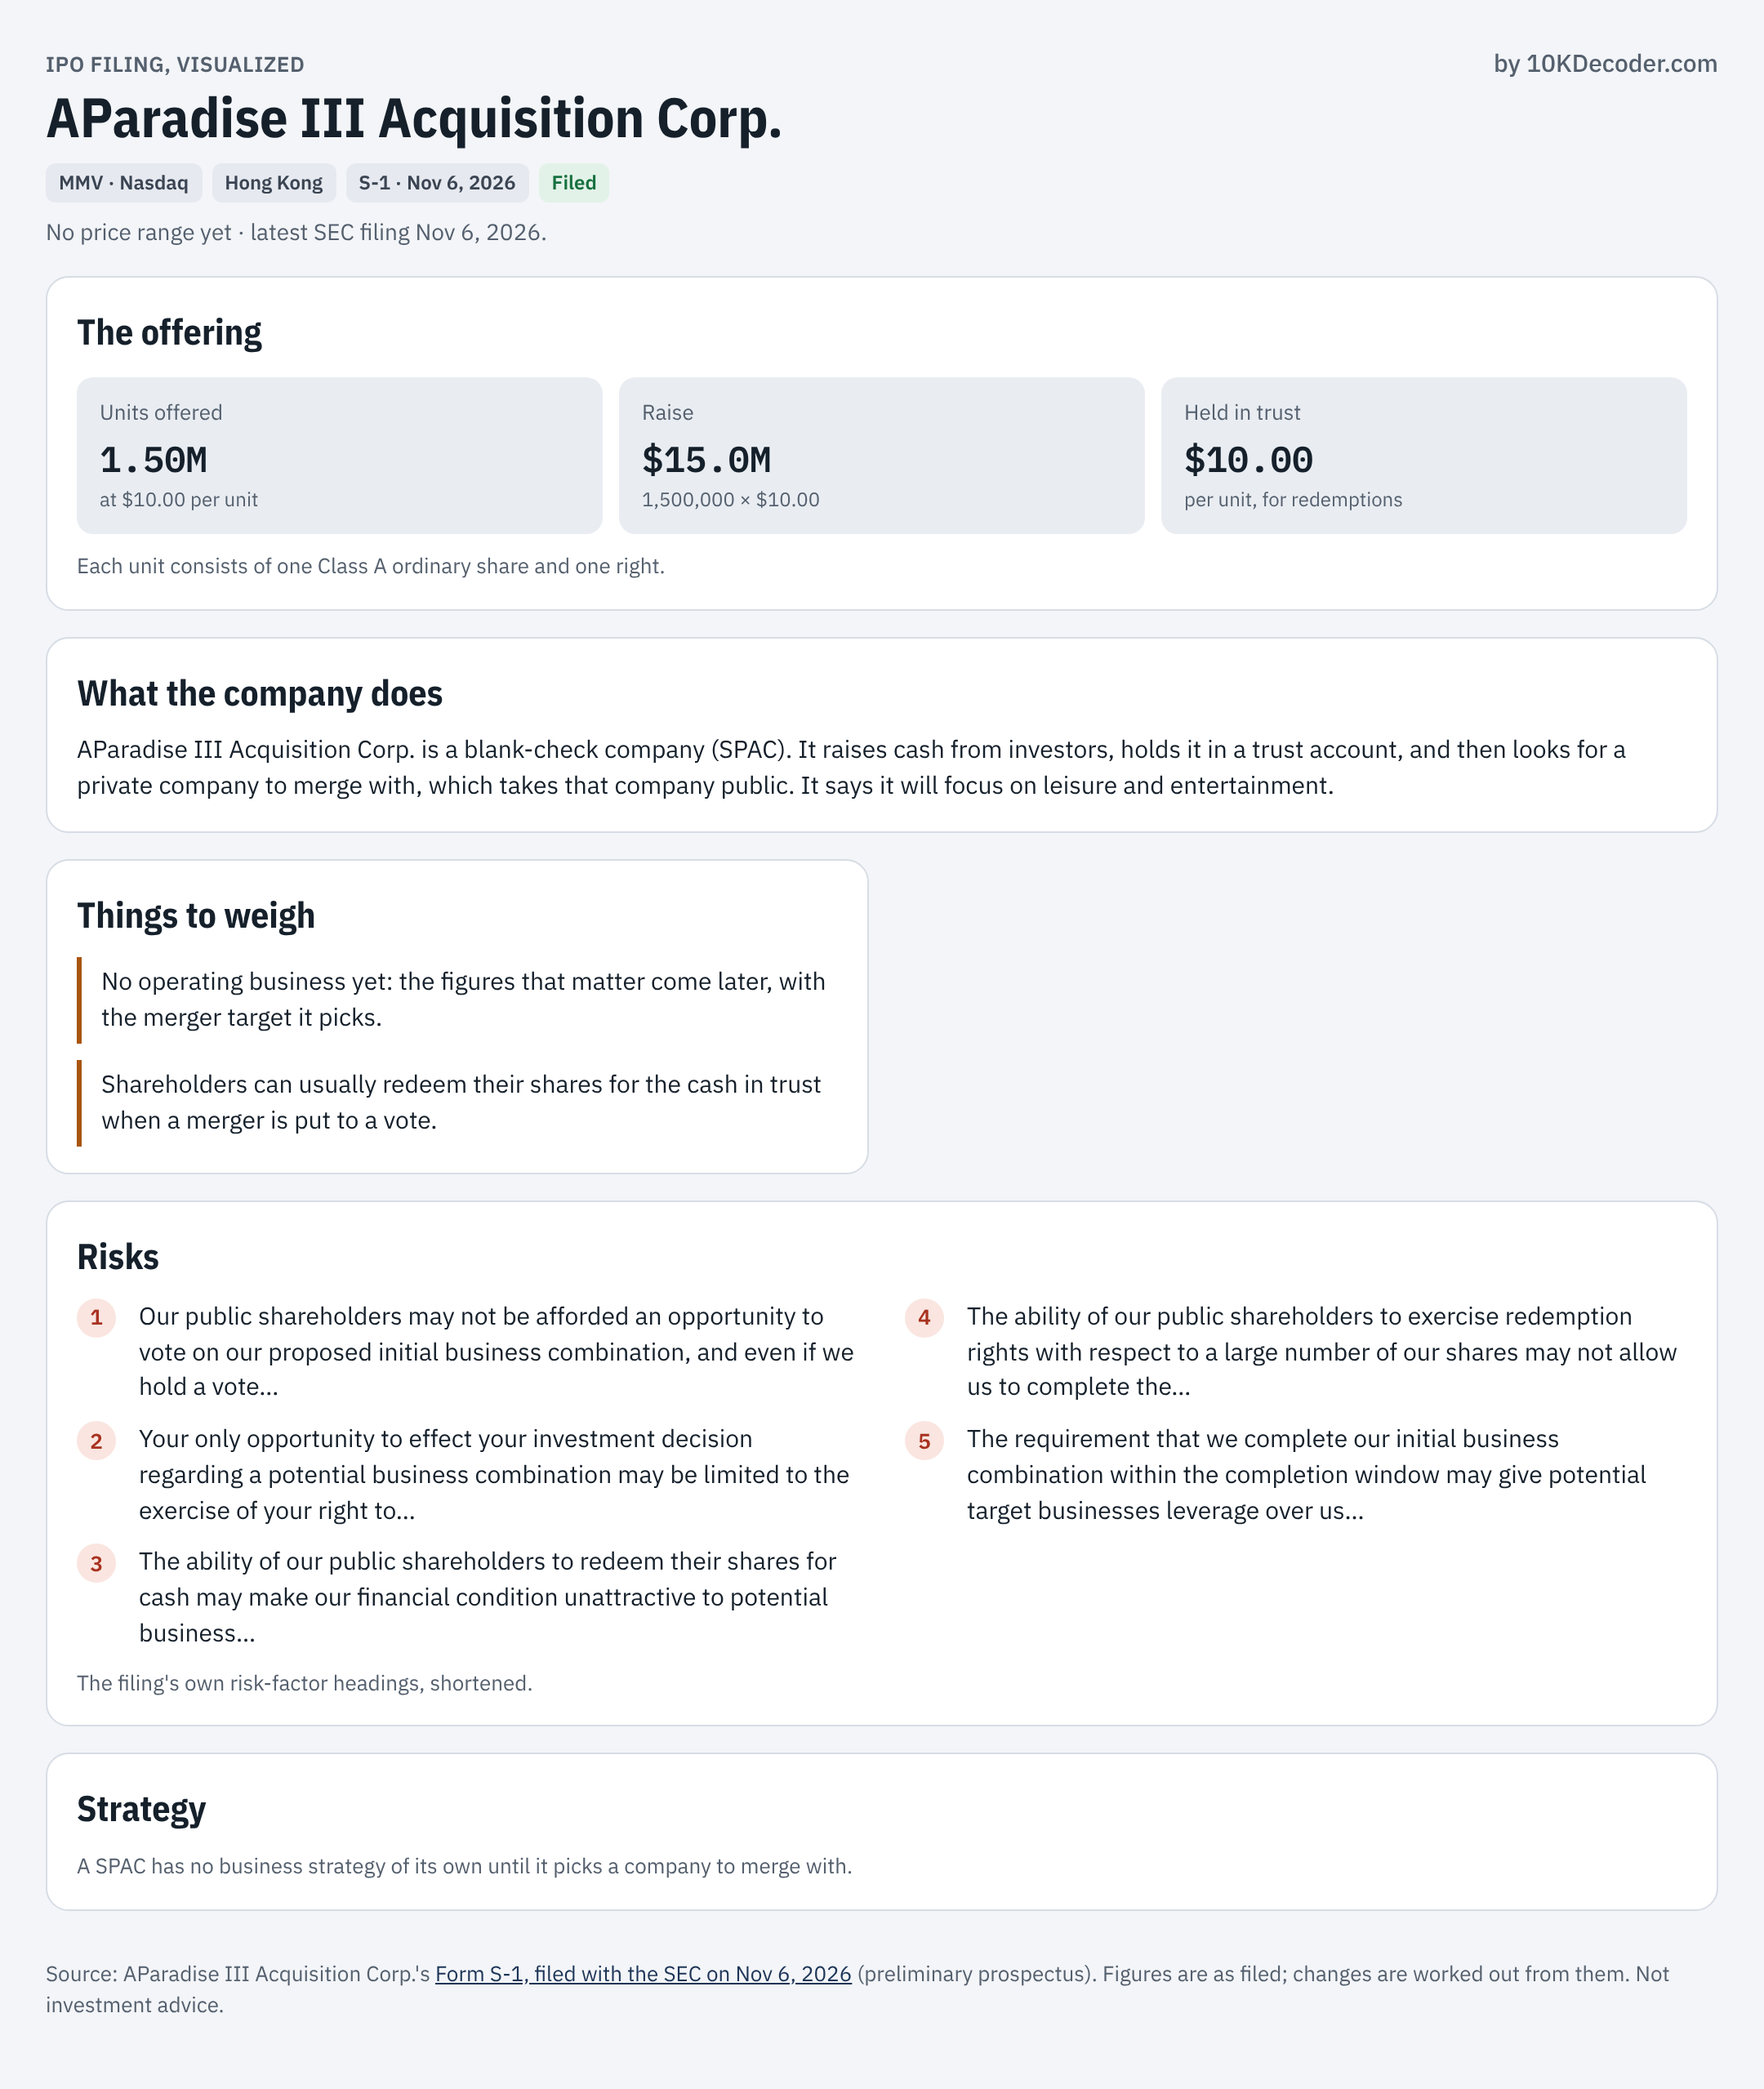 IPO FILING, VISUALIZED
by 10KDecoder.com
AParadise III Acquisition Corp.
MMV · Nasdaq
Hong Kong
S-1 · Nov 6, 2026
Filed
No price range yet · latest SEC filing Nov 6, 2026.
The offering
Units offered
1.50M
at $10.00 per unit
Raise
$15.0M
1,500,000 × $10.00
Held in trust
$10.00
per unit, for redemptions
Each unit consists of one Class A ordinary share and one right.
What the company does
AParadise III Acquisition Corp. is a blank-check company (SPAC). It raises cash from investors, holds it in a trust account, and then looks for a
private company to merge with, which takes that company public. It says it will focus on leisure and entertainment.
Things to weigh
No operating business yet: the figures that matter come later, with
the merger target it picks.
Shareholders can usually redeem their shares for the cash in trust
when a merger is put to a vote.
Risks
1
Our public shareholders may not be afforded an opportunity to
vote on our proposed initial business combination, and even if we
hold a vote...
2
Your only opportunity to effect your investment decision
regarding a potential business combination may be limited to the
exercise of your right to...
3
The ability of our public shareholders to redeem their shares for
cash may make our financial condition unattractive to potential
business...
4
The ability of our public shareholders to exercise redemption
rights with respect to a large number of our shares may not allow
us to complete the...
5
The requirement that we complete our initial business
combination within the completion window may give potential
target businesses leverage over us...
The filing's own risk-factor headings, shortened.
Strategy
A SPAC has no business strategy of its own until it picks a company to merge with.
Source: AParadise III Acquisition Corp.'s Form S-1, filed with the SEC on Nov 6, 2026 (preliminary prospectus). Figures are as filed; changes are worked out from them. Not
investment advice.